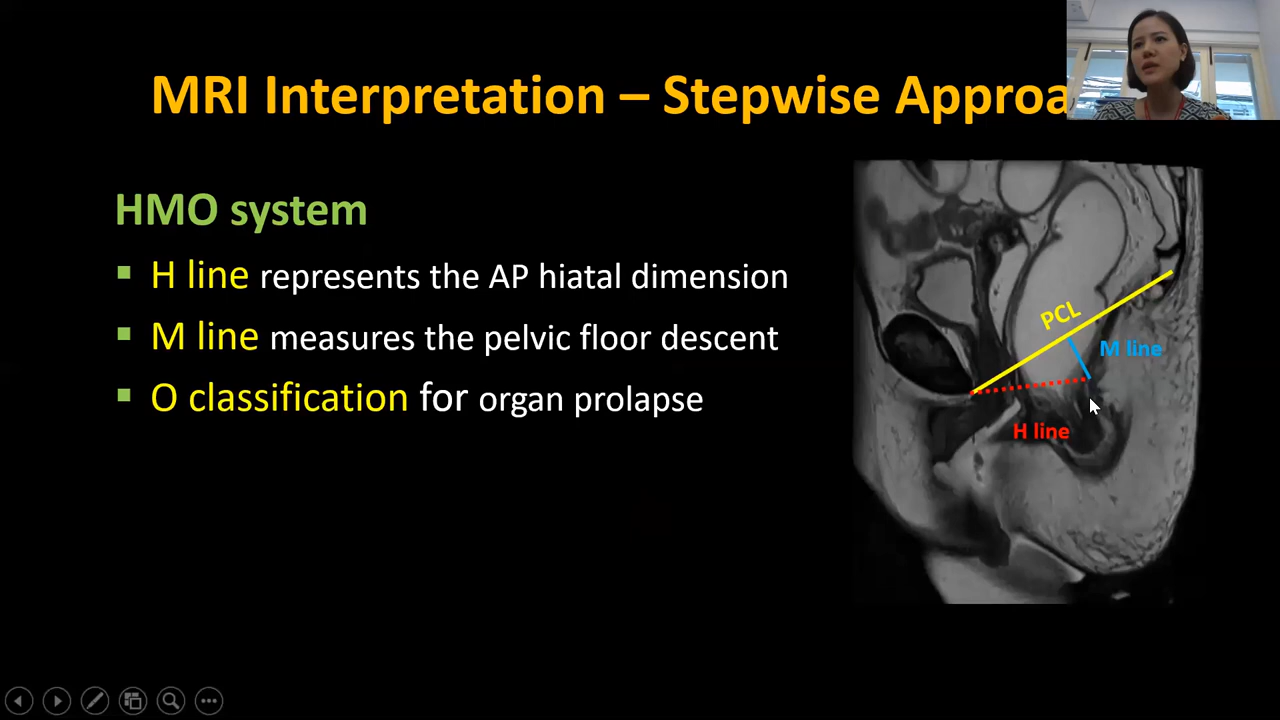 MRI Interpretation – Stepwise Approa
HMO system
H line represents the AP hiatal dimension
M line measures the pelvic floor descent
O classification for organ prolapse
PCL
M line
H line